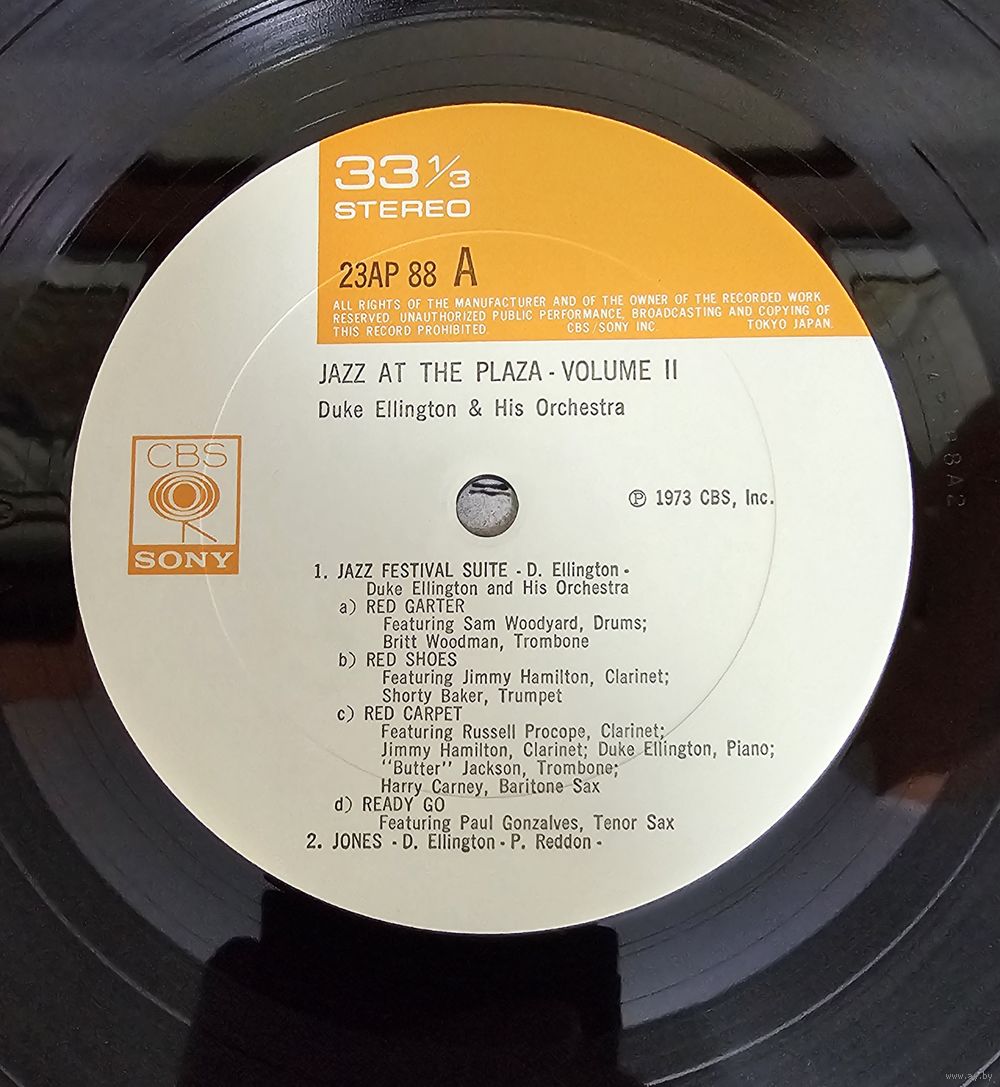 33 1/3
STEREO
23AP 88 A
ALL RIGHTS OF THE MANUFACTURER AND OF THE OWNER OF THE RECORDED WORK
RESERVED UNAUTHORIZED PUBLIC PERFORMANCE, BROADCASTING AND COPYING OF
THIS RECORD PROHIBITED. CBS/SONY INC. TOKYO JAPAN.
JAZZ AT THE PLAZA - VOLUME II
Duke Ellington & His Orchestra
CBS
SONY
℗ 1973 CBS, Inc.
1. JAZZ FESTIVAL SUITE - D. Ellington -
Duke Ellington and His Orchestra
a) RED GARTER
Featuring Sam Woodyard, Drums;
Britt Woodman, Trombone
b) RED SHOES
Featuring Jimmy Hamilton, Clarinet;
Shorty Baker, Trumpet
c) RED CARPET
Featuring Russell Procope, Clarinet;
Jimmy Hamilton, Clarinet; Duke Ellington, Piano;
"Butter" Jackson, Trombone;
Harry Carney, Baritone Sax
d) READY GO
Featuring Paul Gonzalves, Tenor Sax
2. JONES - D. Ellington - P. Reddon -